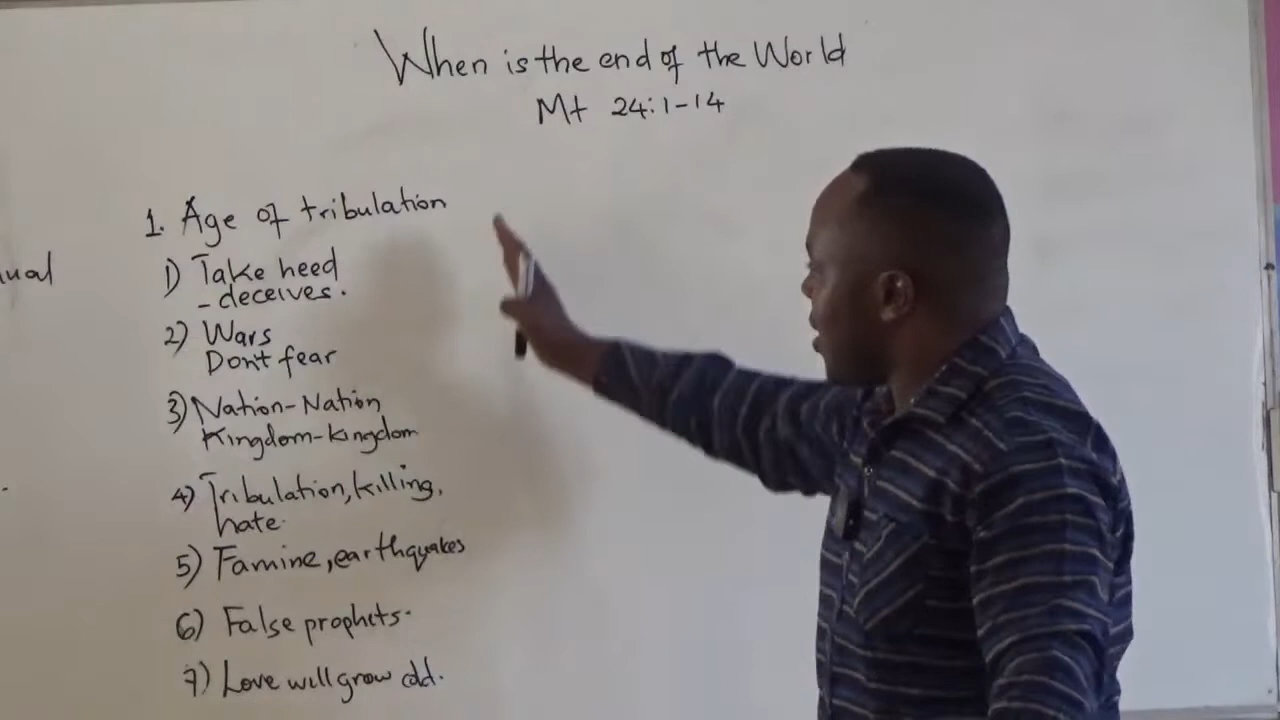 When is the end of the World
Mt 24:1-14
1. Age of tribulation
1) Take heed
- deceives.
2) Wars
Don't fear
3) Nation-Nation
Kingdom-kingdom
4) Tribulation, killing,
hate.
5) Famine, earthquakes
6) False prophets.
7) Love will grow cold.